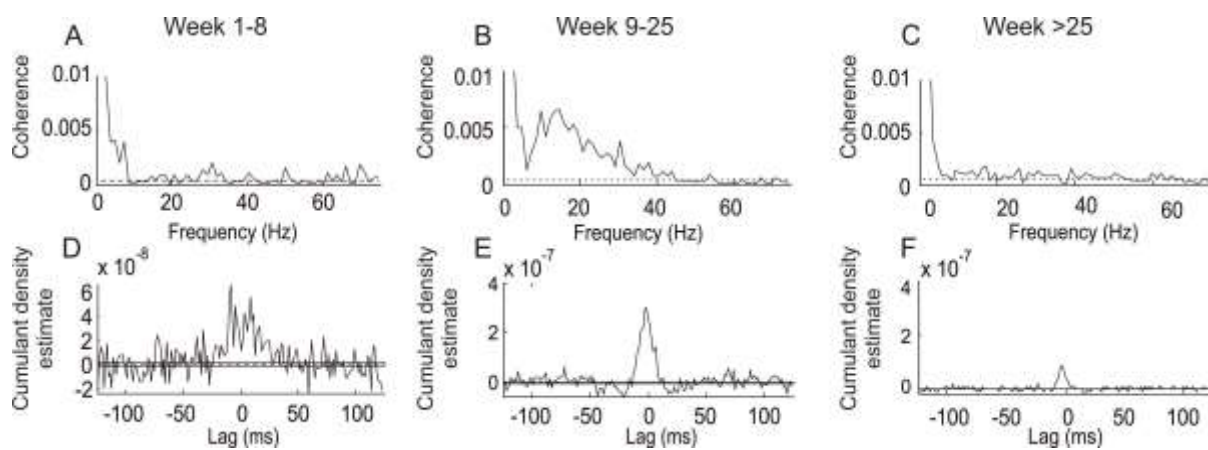 A Week 1-8
Coherence
0.01
0.005
0
0 20 40 60
Frequency (Hz)
B Week 9-25
Coherence
0.01
0.005
0
0 20 40 60
Frequency (Hz)
C Week >25
Coherence
0.01
0.005
0
0 20 40 60
Frequency (Hz)
D
x 10-8
Cumulant density
estimate
6
4
2
0
-2
-100 -50 0 50 100
Lag (ms)
E
x 10-7
Cumulant density
estimate
4
2
0
-100 -50 0 50 100
Lag (ms)
F
x 10-7
Cumulant density
estimate
4
2
0
-100 -50 0 50 100
Lag (ms)